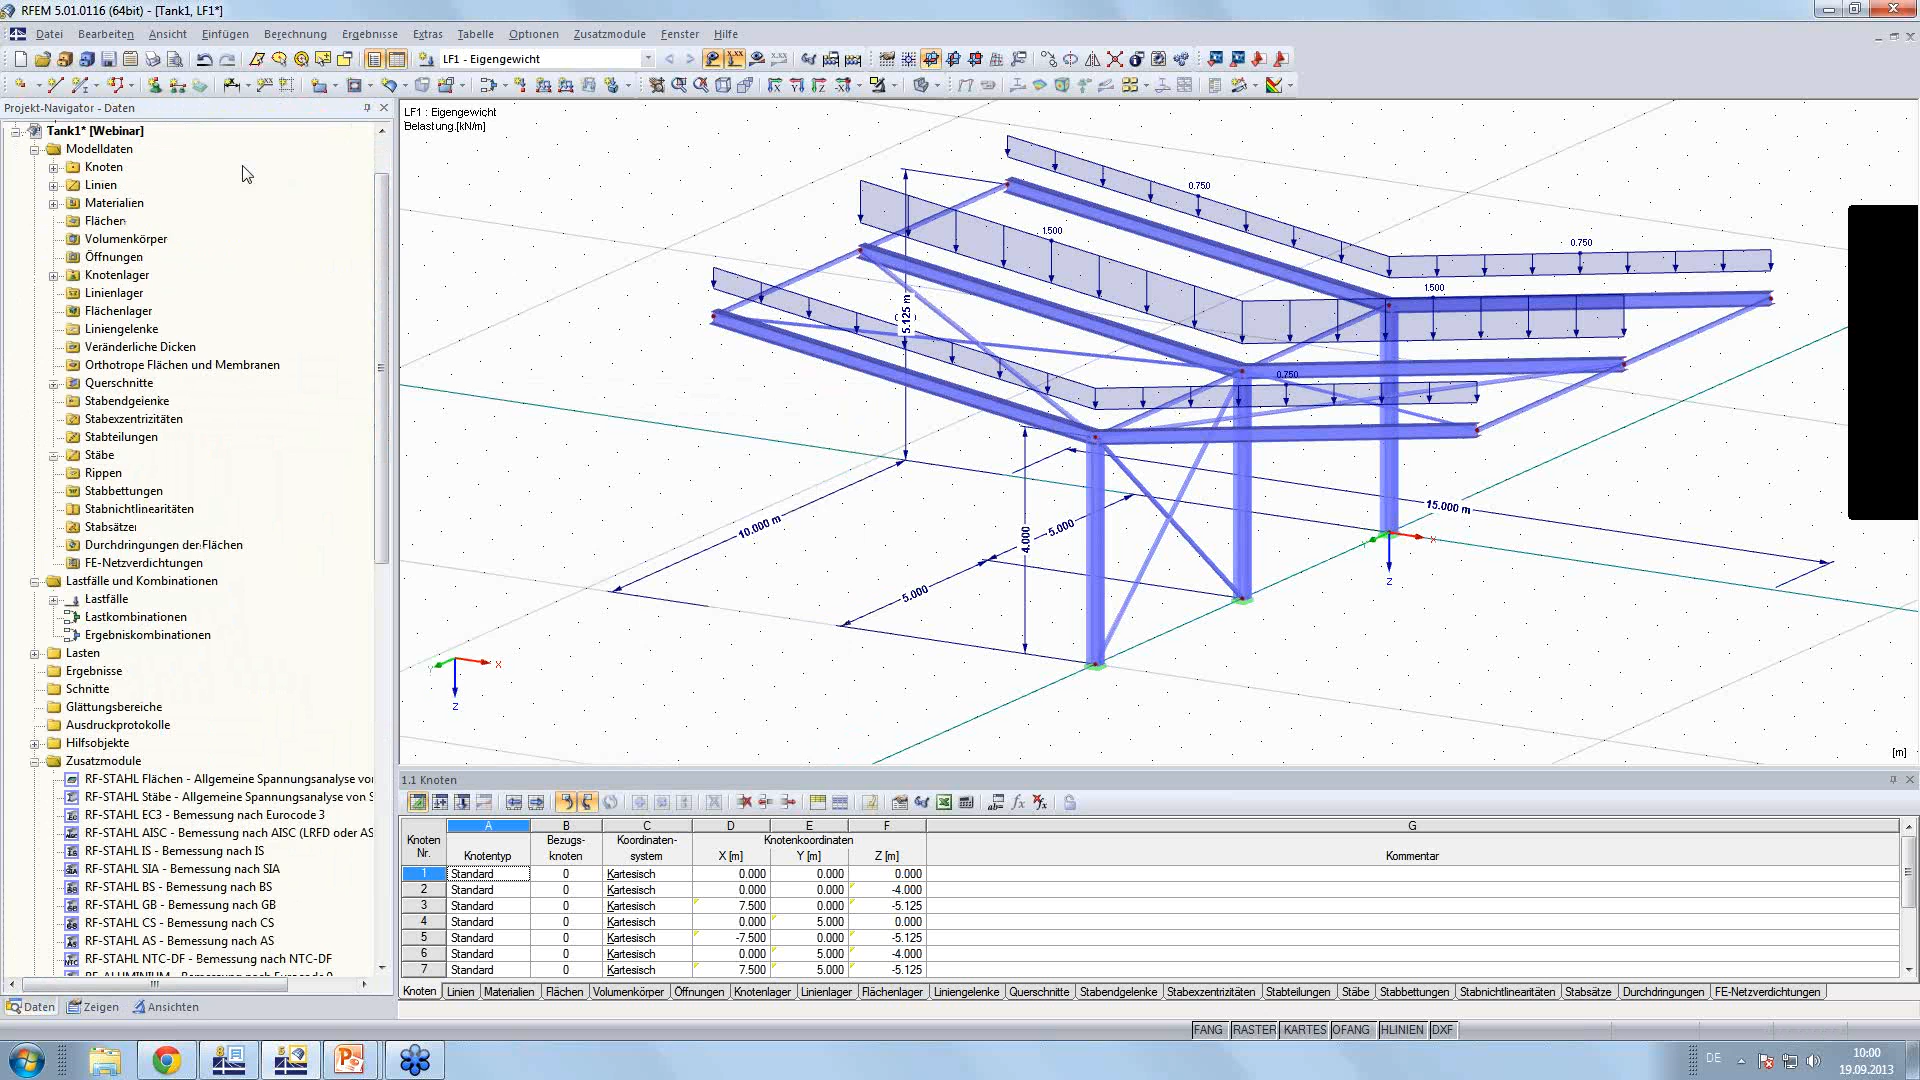 RFEM 5.01.0116 (64bit) - [Tank1, LF1*]
Datei Bearbeiten Ansicht Einfügen Berechnung Ergebnisse Extras Tabelle Optionen Zusatzmodule Fenster Hilfe
LF1 - Eigengewicht
Projekt-Navigator - Daten
Tank1* [Webinar]
Modelldaten
Knoten
Linien
Materialien
Flächen
Volumenkörper
Öffnungen
Knotenlager
Linienlager
Flächenlager
Liniengelenke
Veränderliche Dicken
Orthotrope Flächen und Membranen
Querschnitte
Stabendgelenke
Stabexzentrizitäten
Stabteilungen
Stäbe
Rippen
Stabbettungen
Stabnichtlinearitäten
Stabsätze
Durchdringungen der Flächen
FE-Netzverdichtungen
Lastfälle und Kombinationen
Lastfälle
Lastkombinationen
Ergebniskombinationen
Lasten
Ergebnisse
Schnitte
Glättungsbereiche
Ausdruckprotokolle
Hilfsobjekte
Zusatzmodule
RF-STAHL Flächen - Allgemeine Spannungsanalyse vo
RF-STAHL Stäbe - Allgemeine Spannungsanalyse von S
RF-STAHL EC3 - Bemessung nach Eurocode 3
RF-STAHL AISC - Bemessung nach AISC (LRFD oder AS
RF-STAHL IS - Bemessung nach IS
RF-STAHL SIA - Bemessung nach SIA
RF-STAHL BS - Bemessung nach BS
RF-STAHL GB - Bemessung nach GB
RF-STAHL CS - Bemessung nach CS
RF-STAHL AS - Bemessung nach AS
RF-STAHL NTC-DF - Bemessung nach NTC-DF
RF-ALUMINIUM - Bemessung nach Eurocode 9
Daten Zeigen Ansichten
LF1 : Eigengewicht
Belastung [kN/m]
0.750
1.500
0.750
1.500
0.750
5.125 m
10.000 m
5.000
5.000
4.000
15.000 m
X
Y
Z
X
Y
Z
[m]
1.1 Knoten
A B C D E F G
Knoten Nr. Knotentyp Bezugsknoten Koordinatensystem Knotenkoordinaten X [m] Y [m] Z [m] Kommentar
1 Standard 0 Kartesisch 0.000 0.000 0.000
2 Standard 0 Kartesisch 0.000 0.000 -4.000
3 Standard 0 Kartesisch 7.500 0.000 -5.125
4 Standard 0 Kartesisch 0.000 5.000 0.000
5 Standard 0 Kartesisch -7.500 0.000 -5.125
6 Standard 0 Kartesisch 0.000 5.000 -4.000
7 Standard 0 Kartesisch 7.500 5.000 -5.125
Knoten Linien Materialien Flächen Volumenkörper Öffnungen Knotenlager Linienlager Flächenlager Liniengelenke Querschnitte Stabendgelenke Stabexzentrizitäten Stabteilungen Stäbe Stabbettungen Stabnichtlinearitäten Stabsätze Durchdringungen FE-Netzverdichtungen
FANG RASTER KARTES OFANG HLINIEN DXF
DE 10:00
19.09.2013